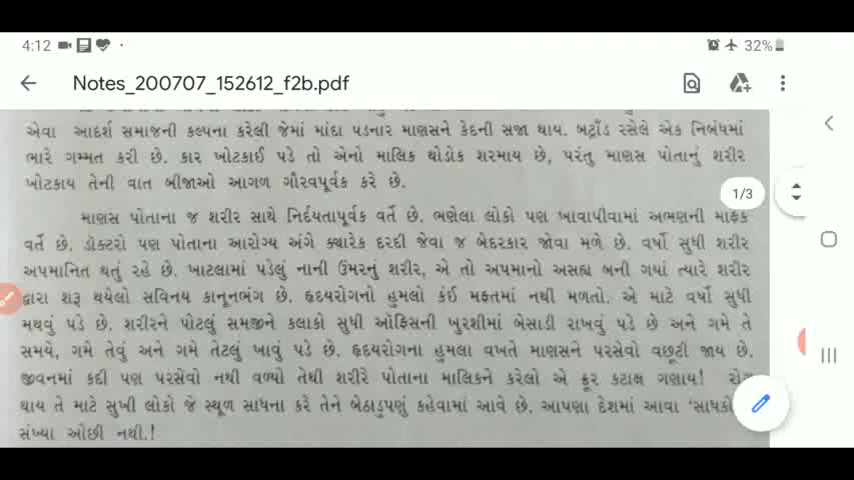 4:12
32%
Notes_200707_152612_f2b.pdf
એવા આદર્શ સમાજની કલ્પના કરેલી જેમાં માંદા પડનાર માણસને કેદની સજા થાય. બર્ટ્રાંડ રસેલે એક નિબંધમાં
ભારે ગમ્મત કરી છે. કાર ખોટકાઈ પડે તો એનો માલિક થોડોક શરમાય છે, પરંતુ માણસ પોતાનું શરીર
ખોટકાય તેની વાત બીજાઓ આગળ ગૌરવપૂર્વક કરે છે.
1/3
માણસ પોતાના જ શરીર સાથે નિર્દયતાપૂર્વક વર્તે છે. ભણેલા લોકો પણ ખાવાપીવામાં અભણની માફક
વર્તે છે. ડૉક્ટરો પણ પોતાના આરોગ્ય અંગે ક્યારેક દરદી જેવા જ બેદરકાર જોવા મળે છે. વર્ષો સુધી શરીર
અપમાનિત થતું રહે છે. ખાટલામાં પડેલું નાની ઉંમરનું શરીર, એ તો અપમાનો અસહ્ય બની ગયાં ત્યારે શરીર
દ્વારા શરૂ થયેલો સવિનય કાનૂનભંગ છે. હૃદયરોગનો હુમલો કંઈ મફતમાં નથી મળતો. એ માટે વર્ષો સુધી
મથવું પડે છે. શરીરને પોટલું સમજીને કલાકો સુધી ઑફિસની ખુરશીમાં બેસાડી રાખવું પડે છે અને ગમે તે
સમયે, ગમે તેવું અને ગમે તેટલું ખાવું પડે છે. હૃદયરોગના હુમલા વખતે માણસને પરસેવો વછૂટી જાય છે.
જીવનમાં કદી પણ પરસેવો નથી વળ્યો તેથી શરીરે પોતાના માલિકને કરેલો એ ક્રૂર કટાક્ષ ગણાય!
થાય તે માટે સુખી લોકો જે સ્થૂળ સાધના કરે તેને બેઠાડુપણું કહેવામાં આવે છે. આપણા દેશમાં આવા
સંખ્યા ઓછી નથી.!